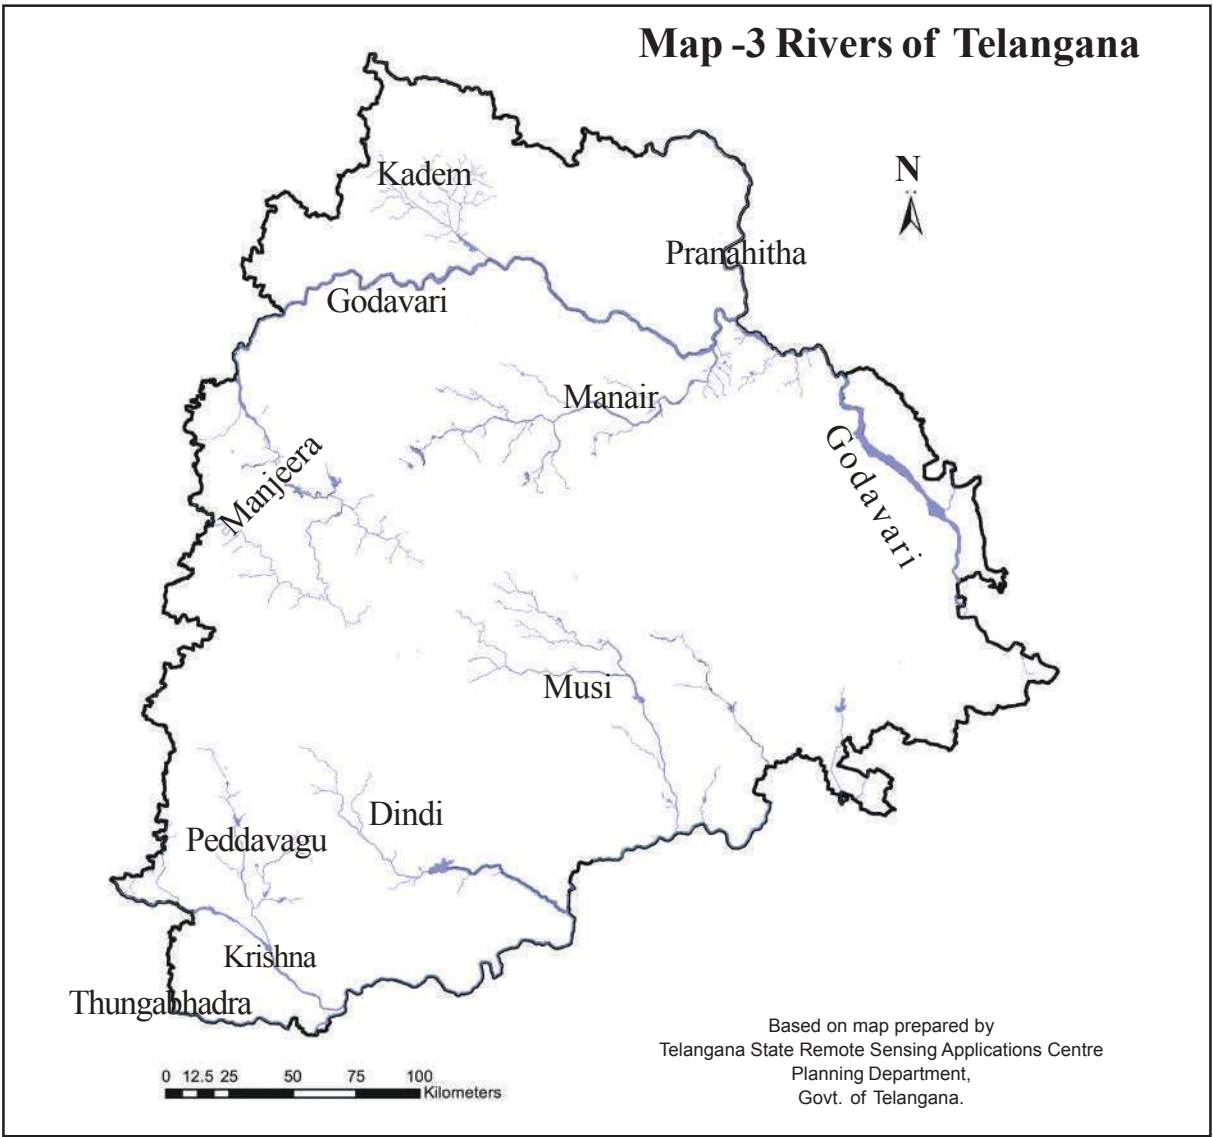 Map -3 Rivers of Telangana
N
Kadem
Pranahitha
Godavari
Manair
Godavari
Manjeera
Musi
Dindi
Peddavagu
Krishna
Thungabhadra
Based on map prepared by
Telangana State Remote Sensing Applications Centre
Planning Department,
Govt. of Telangana.
0 12.5 25 50 75 100
Kilometers